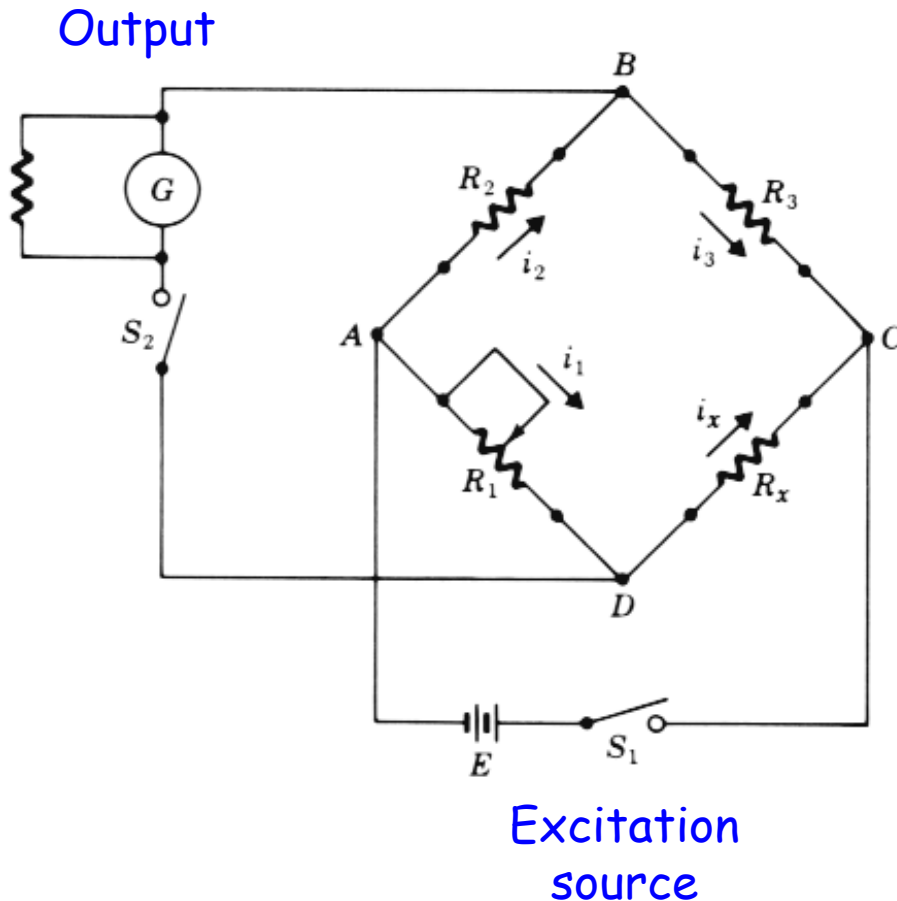 Output
B
R2
R3
G
i2
i3
S2
A
C
i1
ix
R1
Rx
D
E
S1
Excitation
source